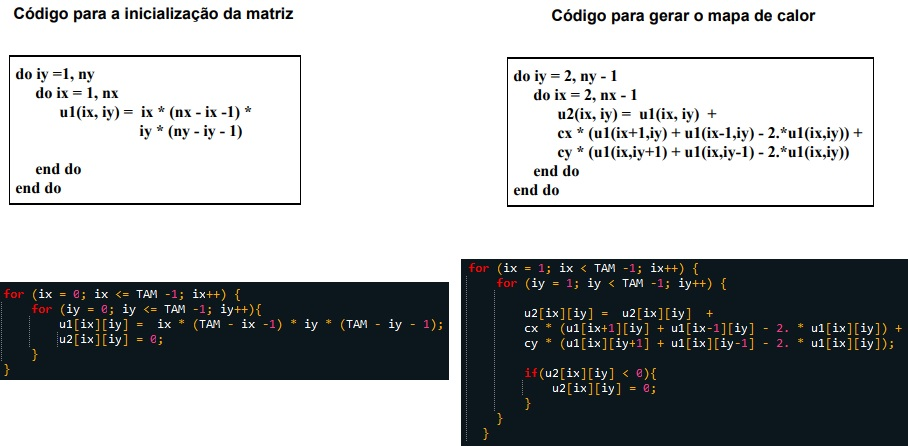 Código para a inicialização da matriz
do iy =1, ny
do ix = 1, nx
u1(ix, iy) = ix * (nx - ix -1) *
iy * (ny - iy - 1)
end do
end do
for (ix = 0; ix <= TAM -1; ix++) {
for (iy = 0; iy <= TAM -1; iy++){
u1[ix][iy] = ix * (TAM - ix -1) * iy * (TAM - iy - 1);
u2[ix][iy] = 0;
}
}
Código para gerar o mapa de calor
do iy = 2, ny - 1
do ix = 2, nx - 1
u2(ix, iy) = u1(ix, iy) +
cx * (u1(ix+1,iy) + u1(ix-1,iy) - 2.*u1(ix,iy)) +
cy * (u1(ix,iy+1) + u1(ix,iy-1) - 2.*u1(ix,iy))
end do
end do
for (ix = 1; ix < TAM -1; ix++) {
for (iy = 1; iy < TAM -1; iy++) {
u2[ix][iy] = u2[ix][iy] +
cx * (u1[ix+1][iy] + u1[ix-1][iy] - 2. * u1[ix][iy]) +
cy * (u1[ix][iy+1] + u1[ix][iy-1] - 2. * u1[ix][iy]);
if(u2[ix][iy] < 0){
u2[ix][iy] = 0;
}
}
}